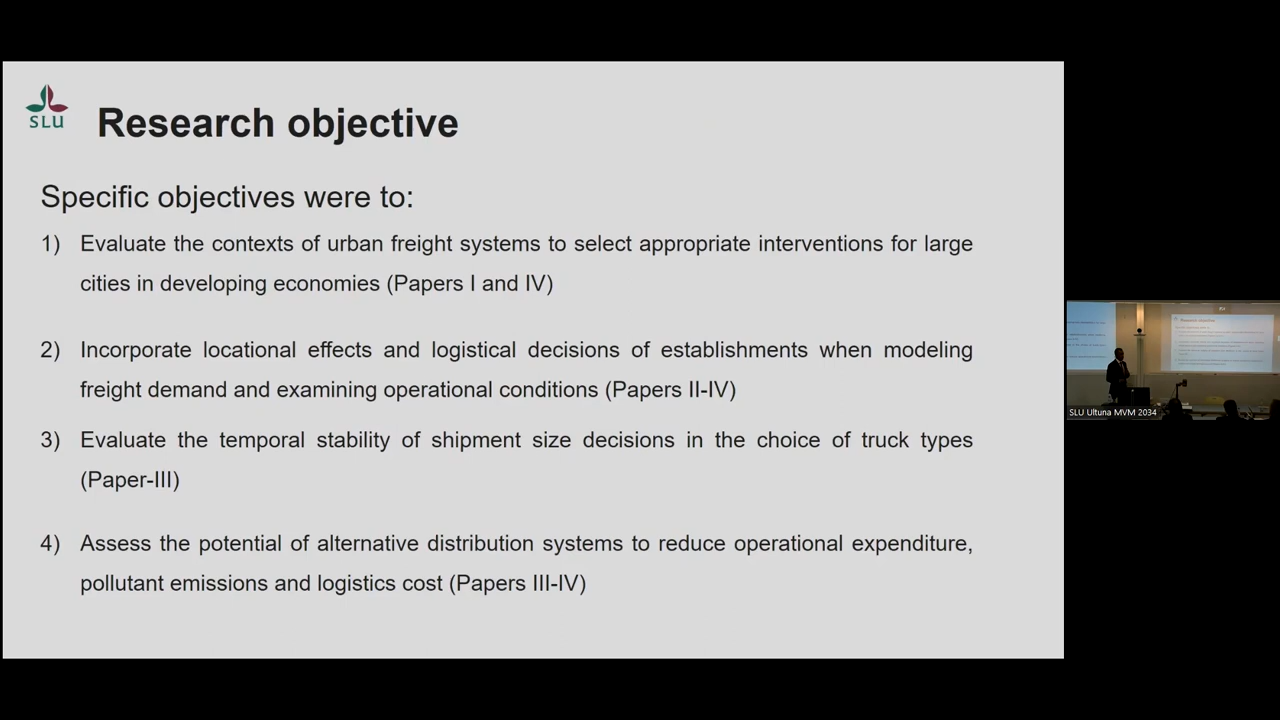 SLU
Research objective
Specific objectives were to:
1) Evaluate the contexts of urban freight systems to select appropriate interventions for large
cities in developing economies (Papers I and IV)
2) Incorporate locational effects and logistical decisions of establishments when modeling
freight demand and examining operational conditions (Papers II-IV)
3) Evaluate the temporal stability of shipment size decisions in the choice of truck types
(Paper-III)
4) Assess the potential of alternative distribution systems to reduce operational expenditure,
pollutant emissions and logistics cost (Papers III-IV)
Research objective
SLU Ultuna MVM 2034